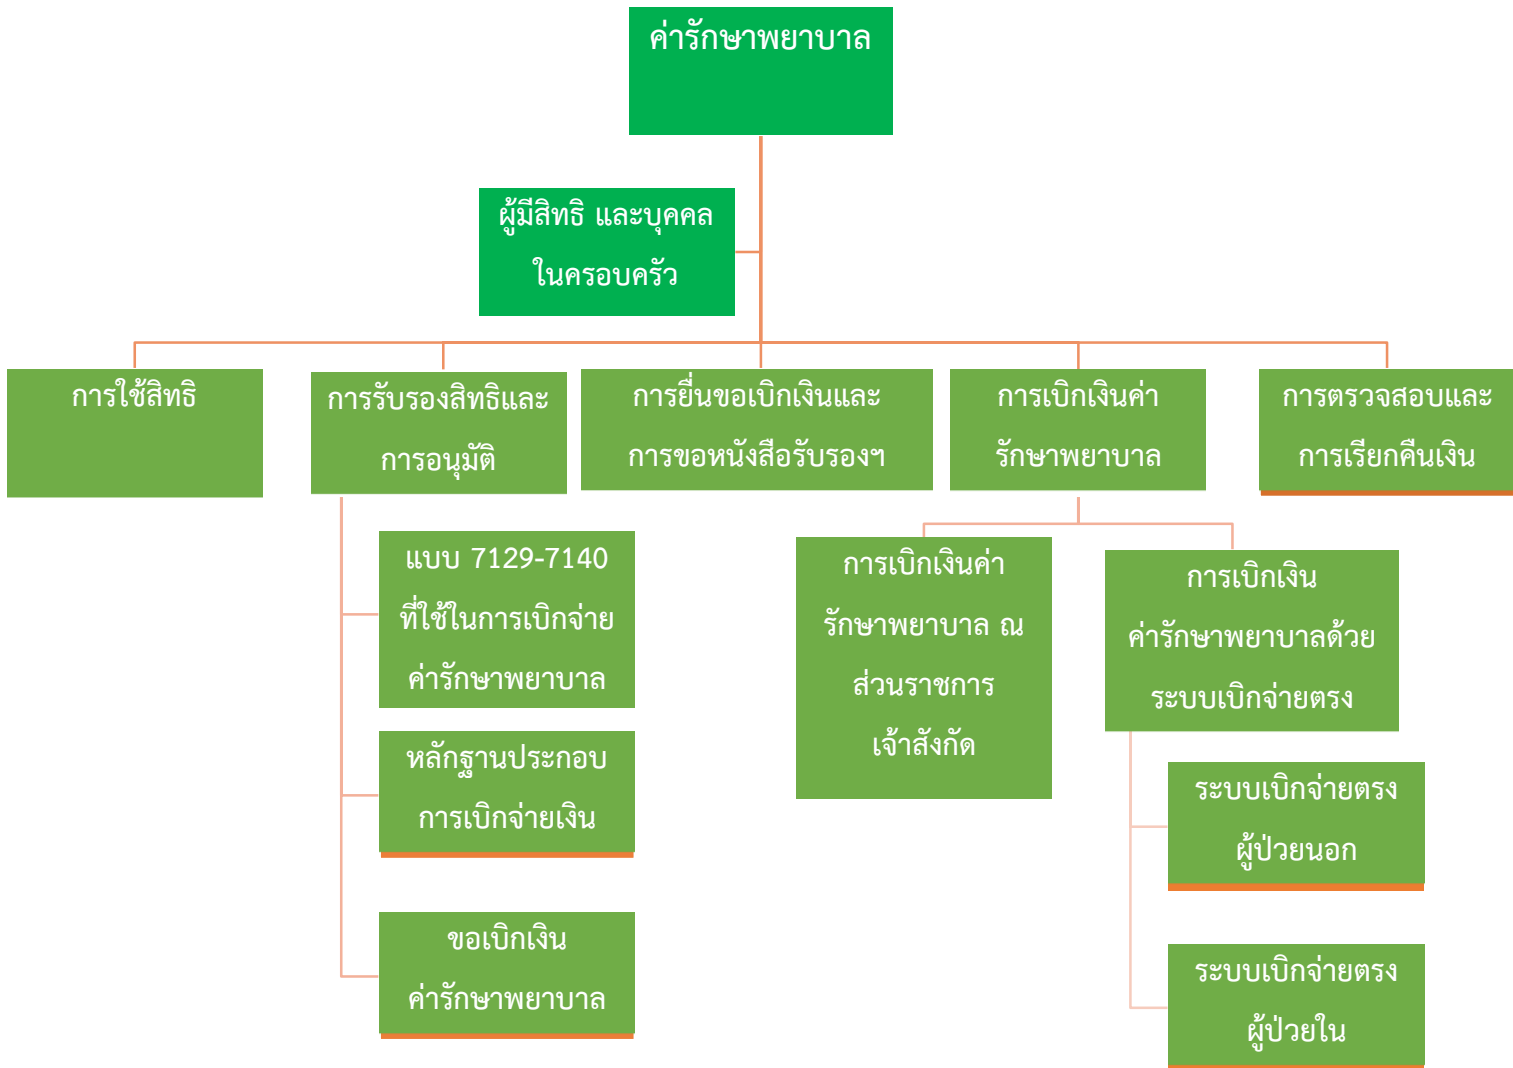 ค่ารักษาพยาบาล
ผู้มีสิทธิ และบุคคล
ในครอบครัว
การใช้สิทธิ
การรับรองสิทธิและ
การอนุมัติ
การยื่นขอเบิกเงินและ
การขอหนังสือรับรองฯ
การเบิกเงินค่า
รักษาพยาบาล
การตรวจสอบและ
การเรียกคืนเงิน
แบบ 7129-7140
ที่ใช้ในการเบิกจ่าย
ค่ารักษาพยาบาล
หลักฐานประกอบ
การเบิกจ่ายเงิน
ขอเบิกเงิน
ค่ารักษาพยาบาล
การเบิกเงินค่า
รักษาพยาบาล ณ
ส่วนราชการ
เจ้าสังกัด
การเบิกเงิน
ค่ารักษาพยาบาลด้วย
ระบบเบิกจ่ายตรง
ระบบเบิกจ่ายตรง
ผู้ป่วยนอก
ระบบเบิกจ่ายตรง
ผู้ป่วยใน